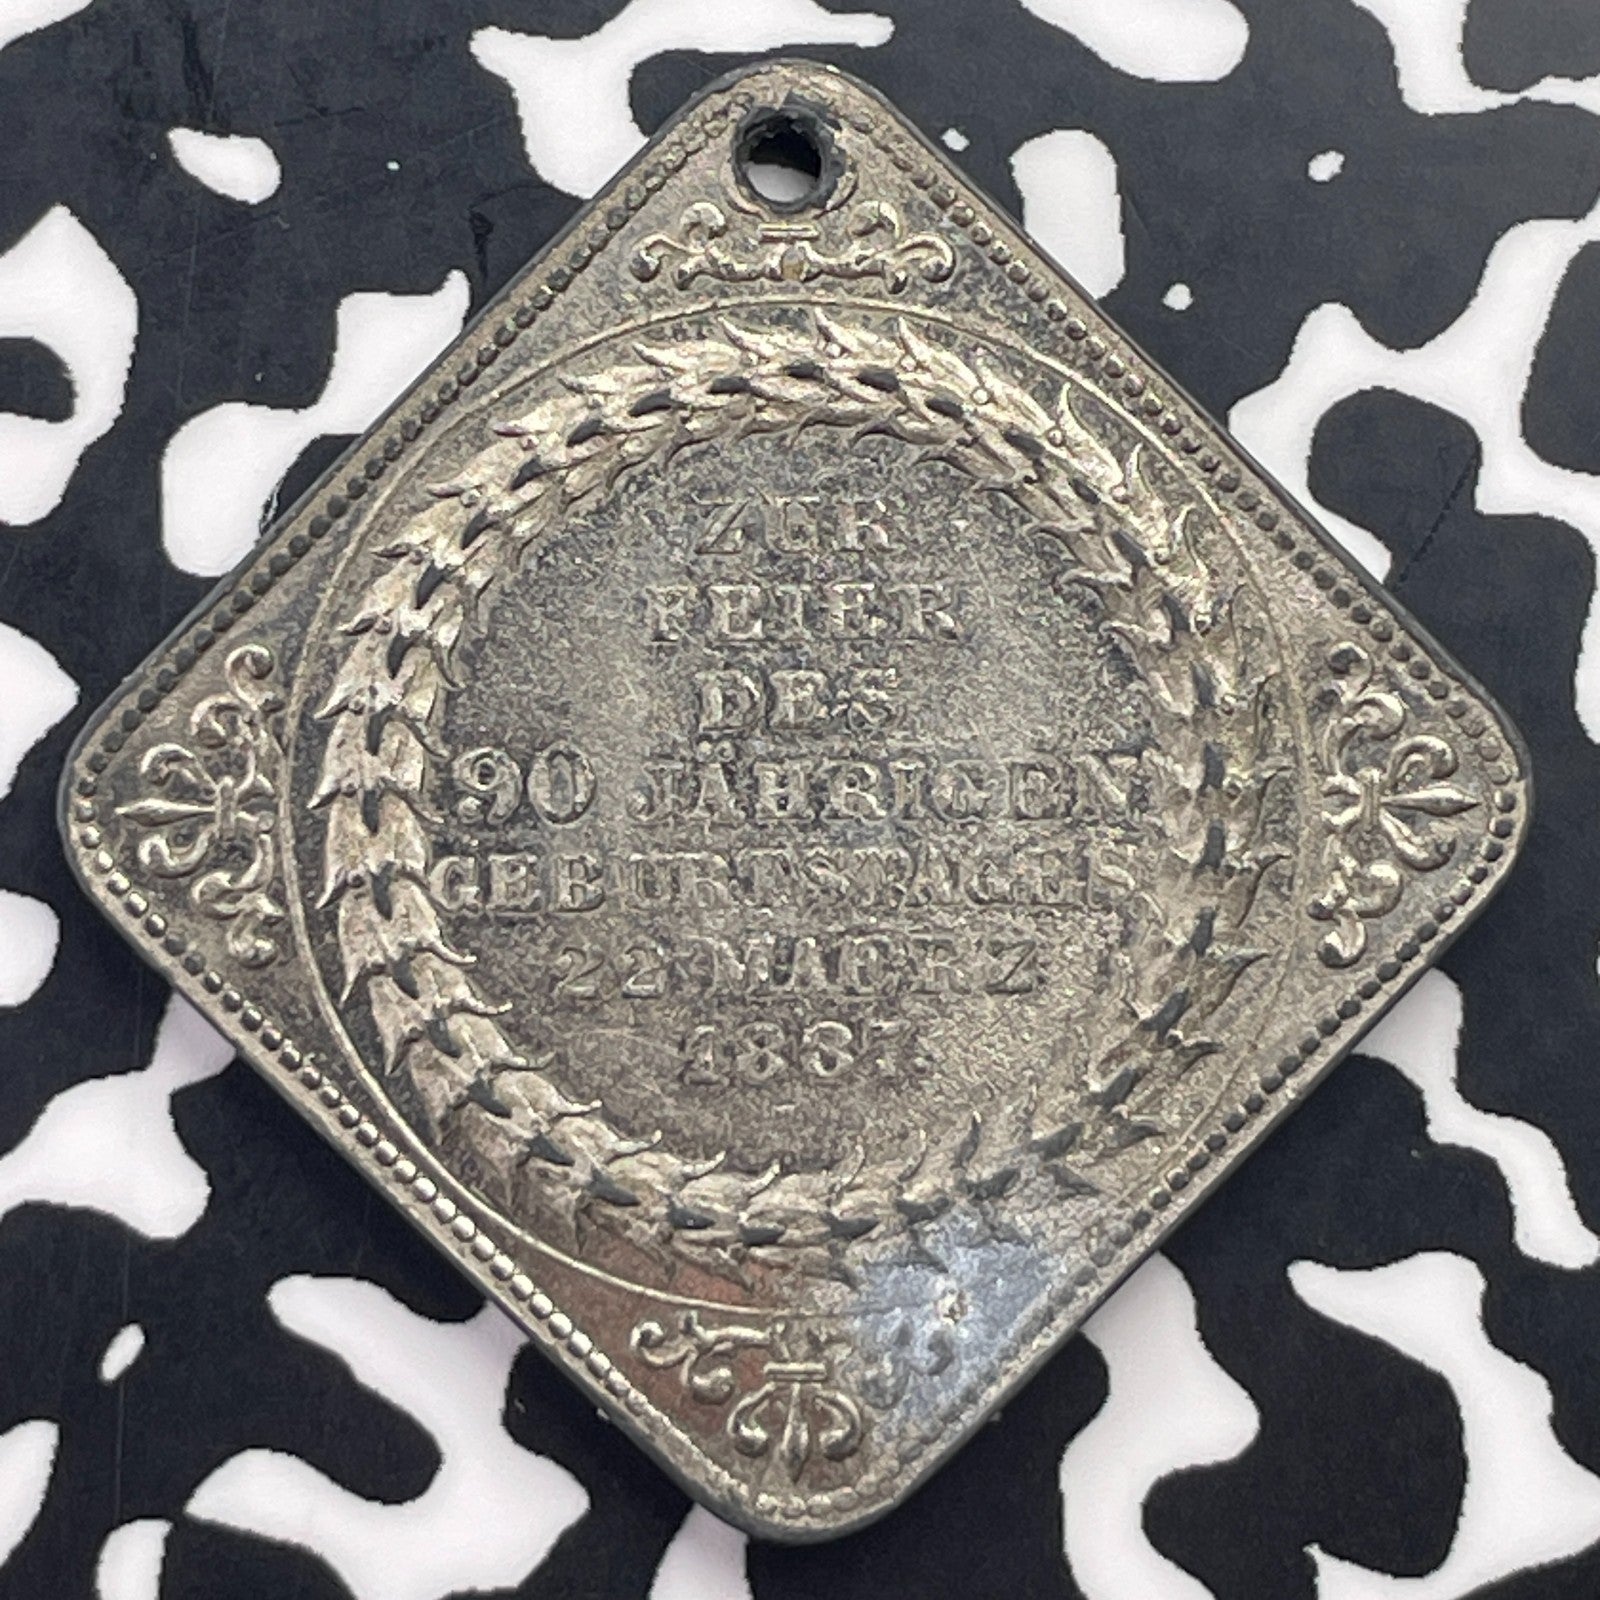 ZUR
FEIER
DES
90 JÄHRIGEN
GEBURTSTAGES
22 MAERZ
1887.